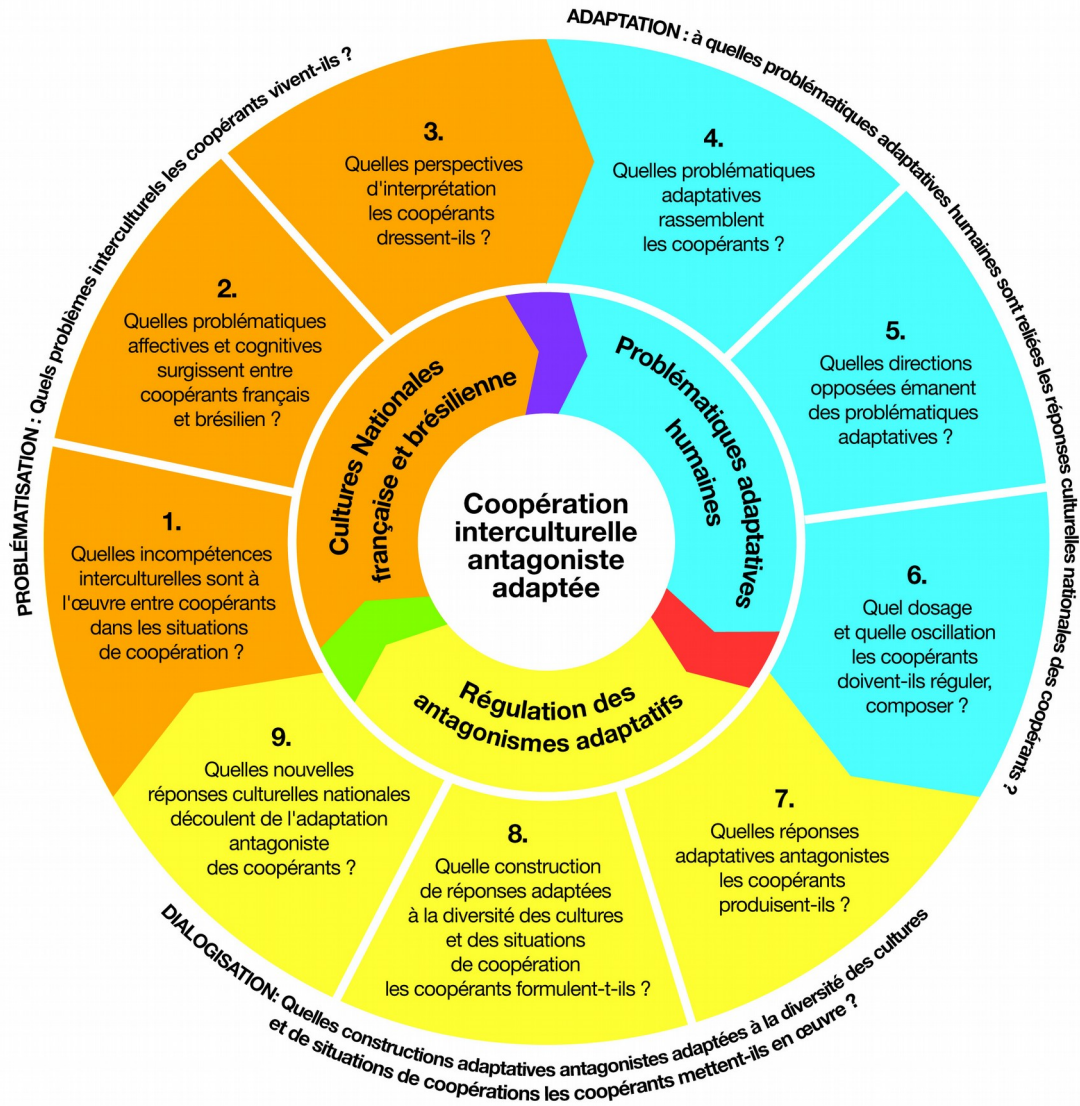 PROBLÉMATISATION : Quels problèmes interculturels les coopérants vivent-ils ?
ADAPTATION : à quelles problématiques adaptatives humaines sont reliées les réponses culturelles nationales des coopérants ?
3.
Quelles perspectives
d'interprétation
les coopérants
dressent-ils ?
4.
Quelles problématiques
adaptatives
rassemblent
les coopérants ?
2.
Quelles problématiques
affectives et cognitives
surgissent entre
coopérants français
et brésilien ?
5.
Quelles directions
opposées émanent
des problématiques
adaptatives ?
Cultures Nationales
française et brésilienne
Problématiques adaptatives
humaines
Coopération
interculturelle
antagoniste
adaptée
1.
Quelles incompétences
interculturelles sont à
l'œuvre entre coopérants
dans les situations
de coopération ?
6.
Quel dosage
et quelle oscillation
les coopérants
doivent-ils réguler,
composer ?
Régulation des
antagonismes adaptatifs
9.
Quelles nouvelles
réponses culturelles nationales
découlent de l'adaptation
antagoniste
des coopérants ?
8.
Quelle construction
de réponses adaptées
à la diversité des cultures
et des situations
de coopération
les coopérants formulent-t-ils ?
7.
Quelles réponses
adaptatives antagonistes
les coopérants
produisent-ils ?
DIALOGISATION: Quelles constructions adaptatives antagonistes adaptées à la diversité des cultures
et de situations de coopérations les coopérants mettent-ils en œuvre ?